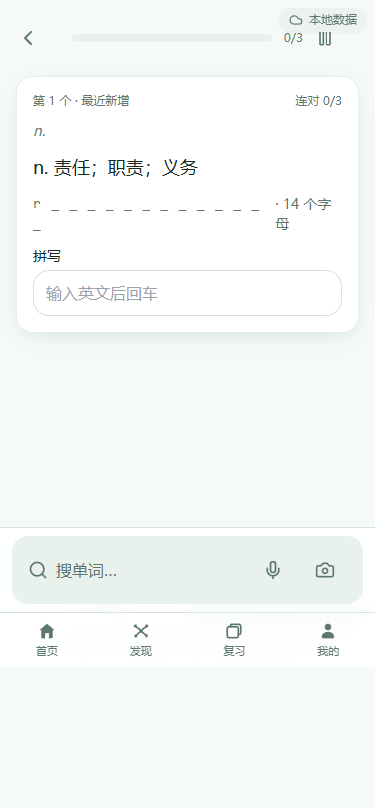 本地数据
0/3
第 1 个 · 最近新增
连对 0/3
n.
n. 责任；职责；义务
r _ _ _ _ _ _ _ _ _ _ _ _ _
· 14 个字母
拼写
输入英文后回车
搜单词...
首页
发现
复习
我的